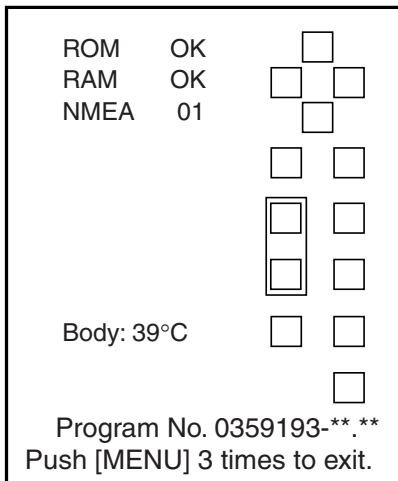 ROM OK
RAM OK
NMEA 01
Body: 39°C
Program No. 0359193-**.**
Push [MENU] 3 times to exit.